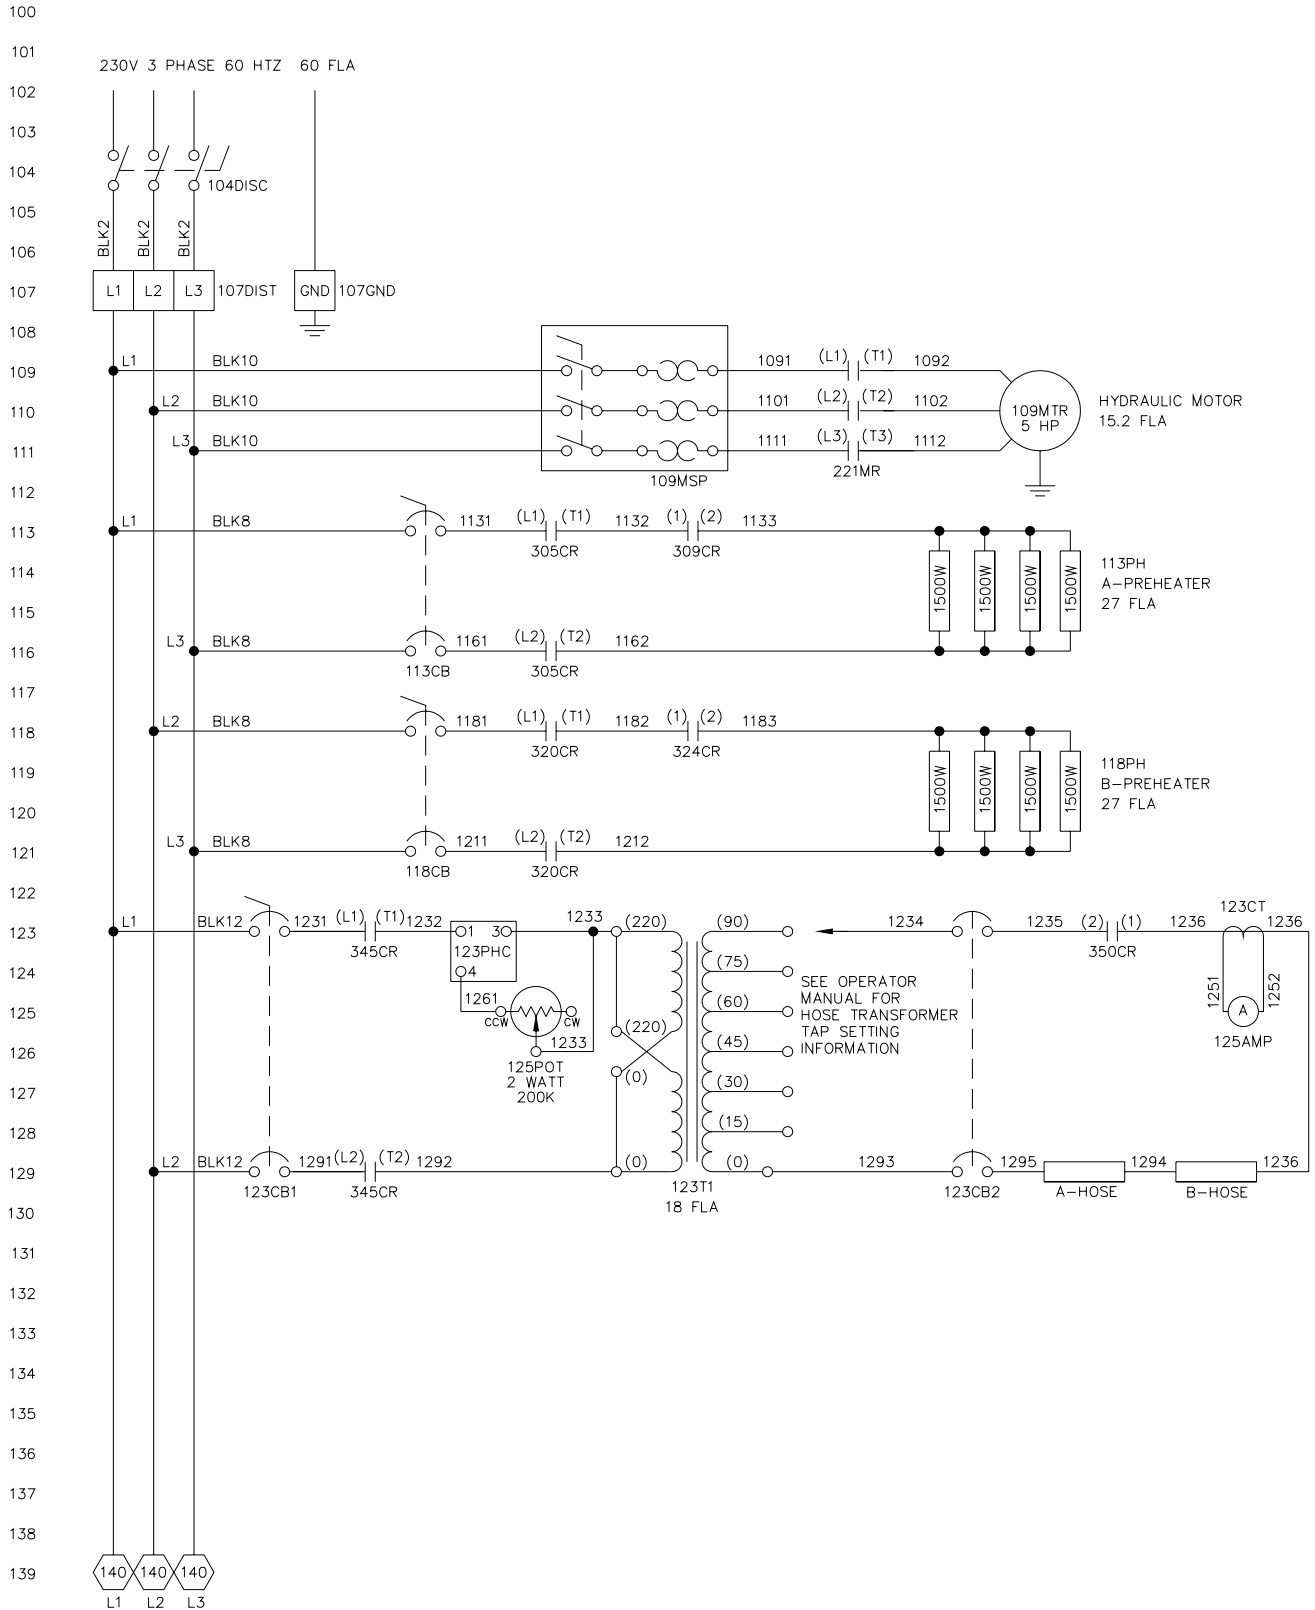 100
101
230V 3 PHASE 60 HTZ 60 FLA
102
103
104
104DISC
105
BLK2 BLK2 BLK2
106
107
L1 L2 L3 107DIST GND 107GND
108
109
L1 BLK10 1091 (L1) (T1) 1092
110
L2 BLK10 1101 (L2) (T2) 1102
109MTR
5 HP
HYDRAULIC MOTOR
15.2 FLA
111
L3 BLK10 1111 (L3) (T3) 1112
109MSP
221MR
112
113
L1 BLK8 1131 (L1) (T1) 1132 (1) (2) 1133
305CR 309CR
114
1500W 1500W 1500W 1500W
113PH
A-PREHEATER
27 FLA
115
116
L3 BLK8 1161 (L2) (T2) 1162
113CB 305CR
117
118
L2 BLK8 1181 (L1) (T1) 1182 (1) (2) 1183
320CR 324CR
119
1500W 1500W 1500W 1500W
118PH
B-PREHEATER
27 FLA
120
121
L3 BLK8 1211 (L2) (T2) 1212
118CB 320CR
122
123
L1 BLK12 1231 (L1) (T1) 1232 1 3 1233 (220) (90) 1234 1235 (2) (1) 1236 123CT 1236
345CR 123PHC 350CR
124
4 (75)
SEE OPERATOR
MANUAL FOR
HOSE TRANSFORMER
TAP SETTING
INFORMATION
125
1261 CCW CW (60) 1251 A 1252
125AMP
126
1233 (220) (45)
125POT
2 WATT
200K
127
(0) (30)
128
(15)
129
L2 BLK12 1291 (L2) (T2) 1292 (0) (0) 1293 1295 1294 1236
123CB1 345CR 123T1 123CB2 A-HOSE B-HOSE
18 FLA
130
131
132
133
134
135
136
137
138
139
140 140 140
L1 L2 L3